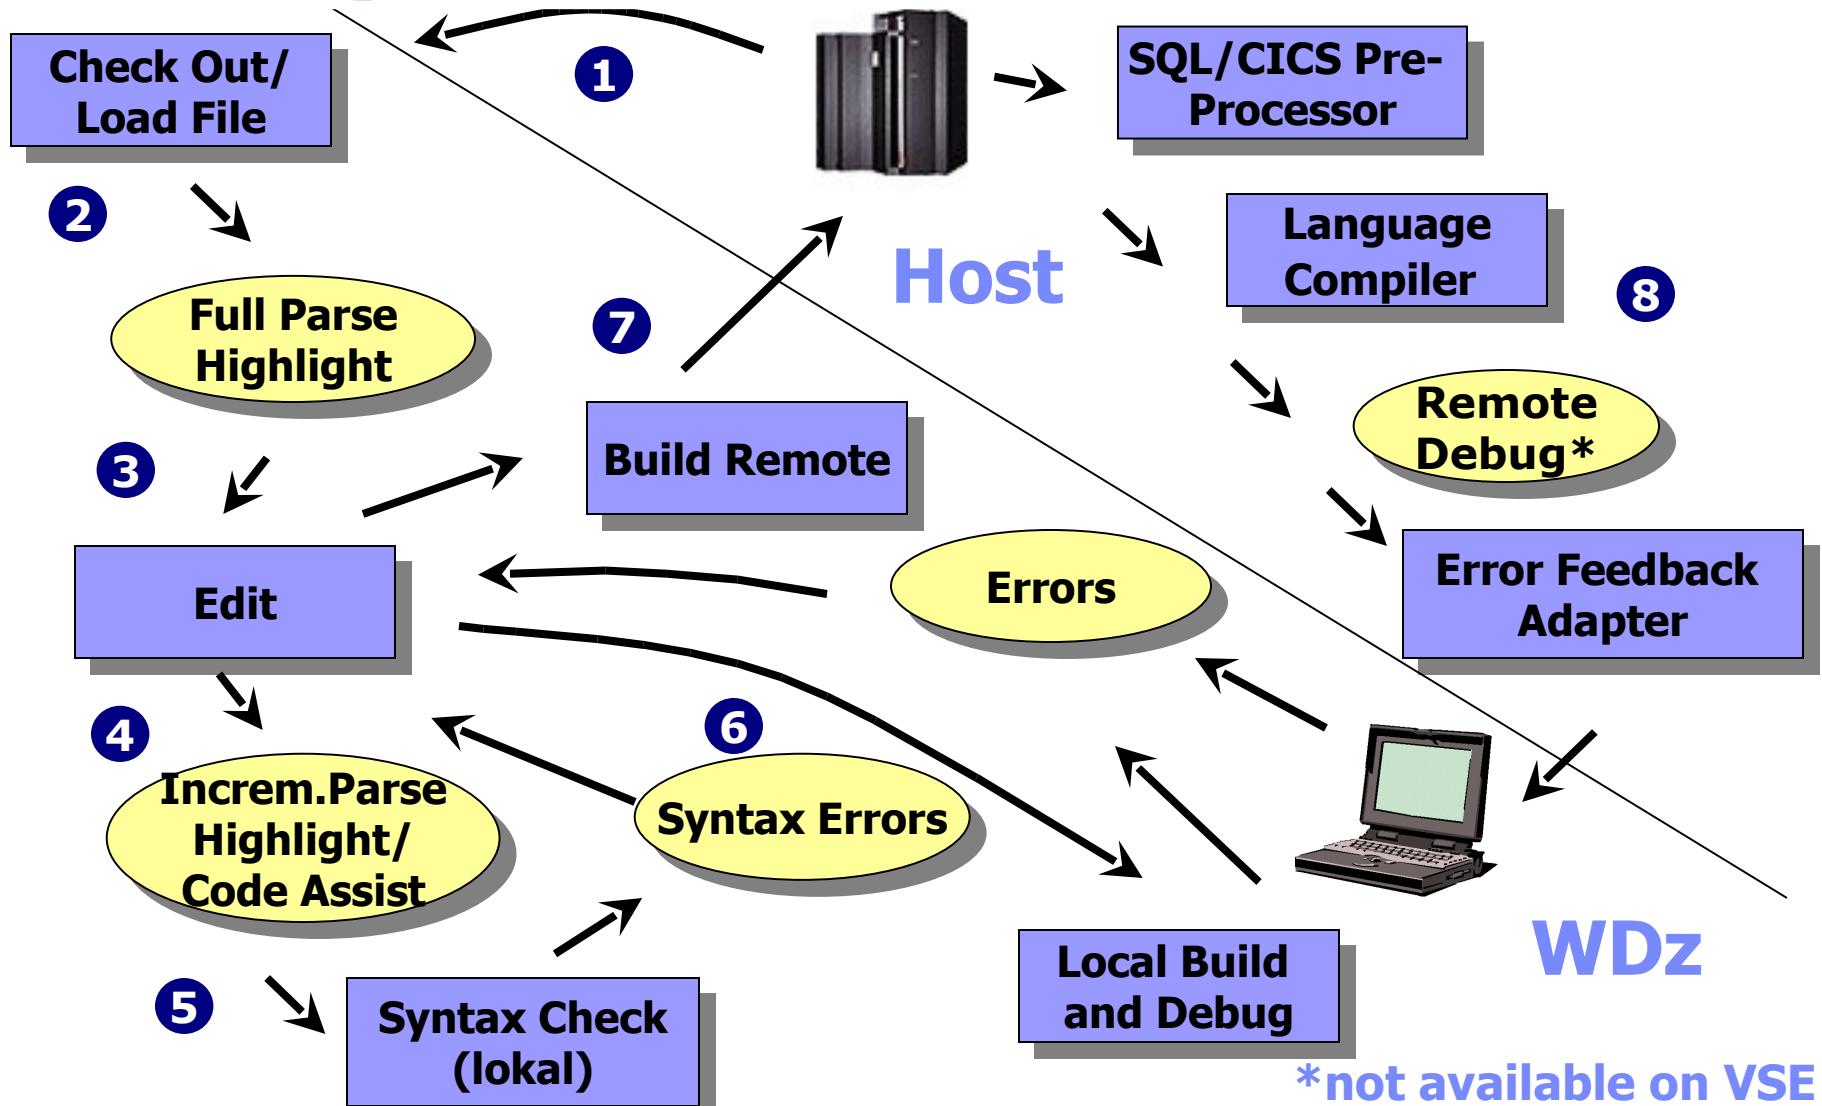 Check Out/
Load File
1
SQL/CICS Pre-
Processor
2
Language
Compiler
Host
8
Full Parse
Highlight
7
Remote
Debug*
3
Build Remote
Edit
Errors
Error Feedback
Adapter
4
6
Increm.Parse
Highlight/
Code Assist
Syntax Errors
5
Syntax Check
(lokal)
Local Build
and Debug
WDz
*not available on VSE